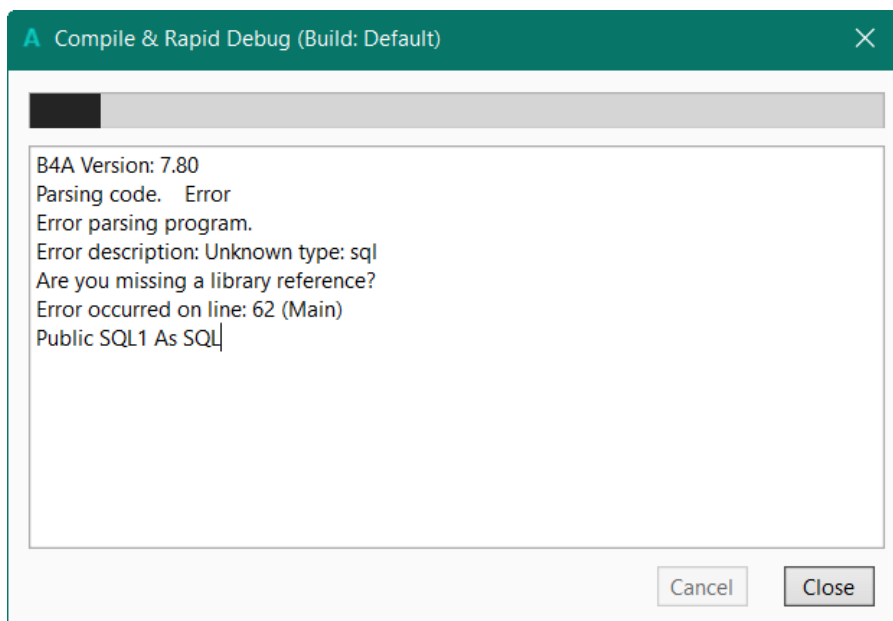 A Compile & Rapid Debug (Build: Default)
B4A Version: 7.80
Parsing code.    Error
Error parsing program.
Error description: Unknown type: sql
Are you missing a library reference?
Error occurred on line: 62 (Main)
Public SQL1 As SQL
Cancel
Close